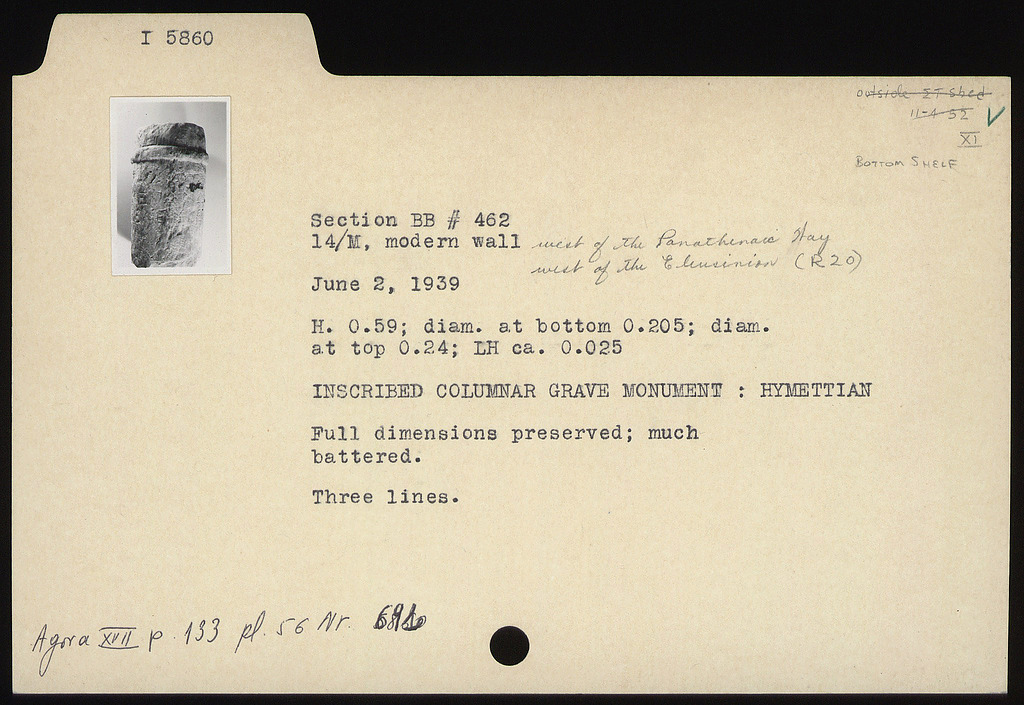 I 5860
outside ST Shed
11-4 52 ✓
XI
BOTTOM SHELF
Section BB # 462
14/M, modern wall west of the Panathenaic Way
west of the Eleusinion (R20)
June 2, 1939
H. 0.59; diam. at bottom 0.205; diam.
at top 0.24; LH ca. 0.025
INSCRIBED COLUMNAR GRAVE MONUMENT : HYMETTIAN
Full dimensions preserved; much
battered.
Three lines.
Agora XVII p. 133 pl. 56 Nr.